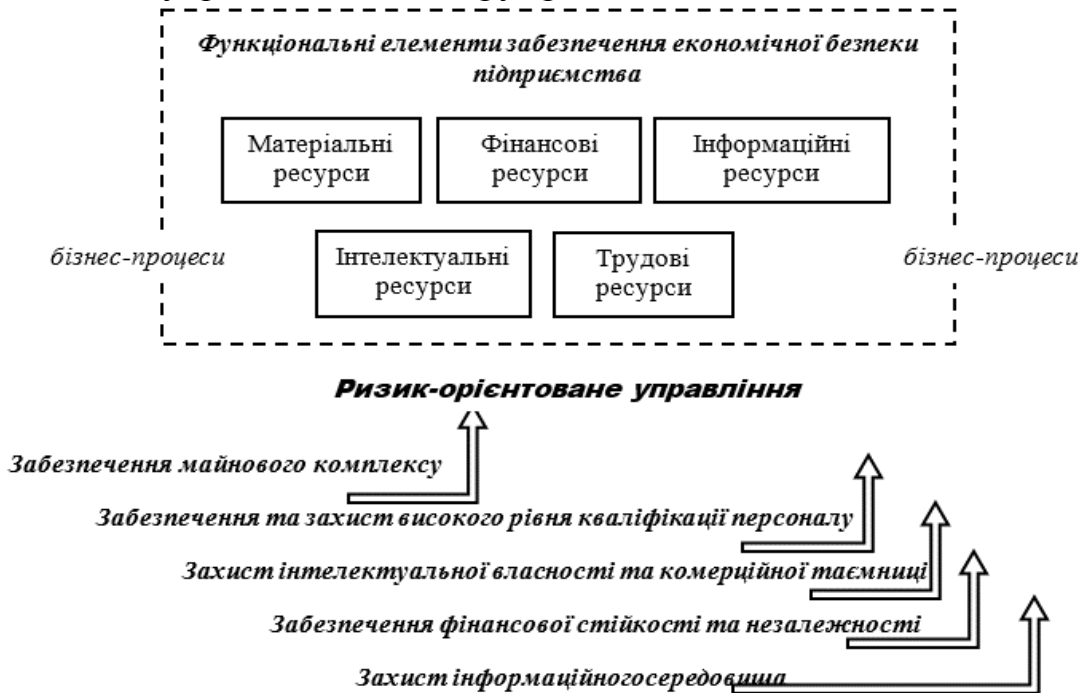 Функціональні елементи забезпечення економічної безпеки
підприємства
Матеріальні
ресурси
Фінансові
ресурси
Інформаційні
ресурси
бізнес-процеси
Інтелектуальні
ресурси
Трудові
ресурси
бізнес-процеси
Ризик-орієнтоване управління
Забезпечення майнового комплексу
Забезпечення та захист високого рівня кваліфікації персоналу
Захист інтелектуальної власності та комерційної таємниці
Забезпечення фінансової стійкості та незалежності
Захист інформаційногосередовища